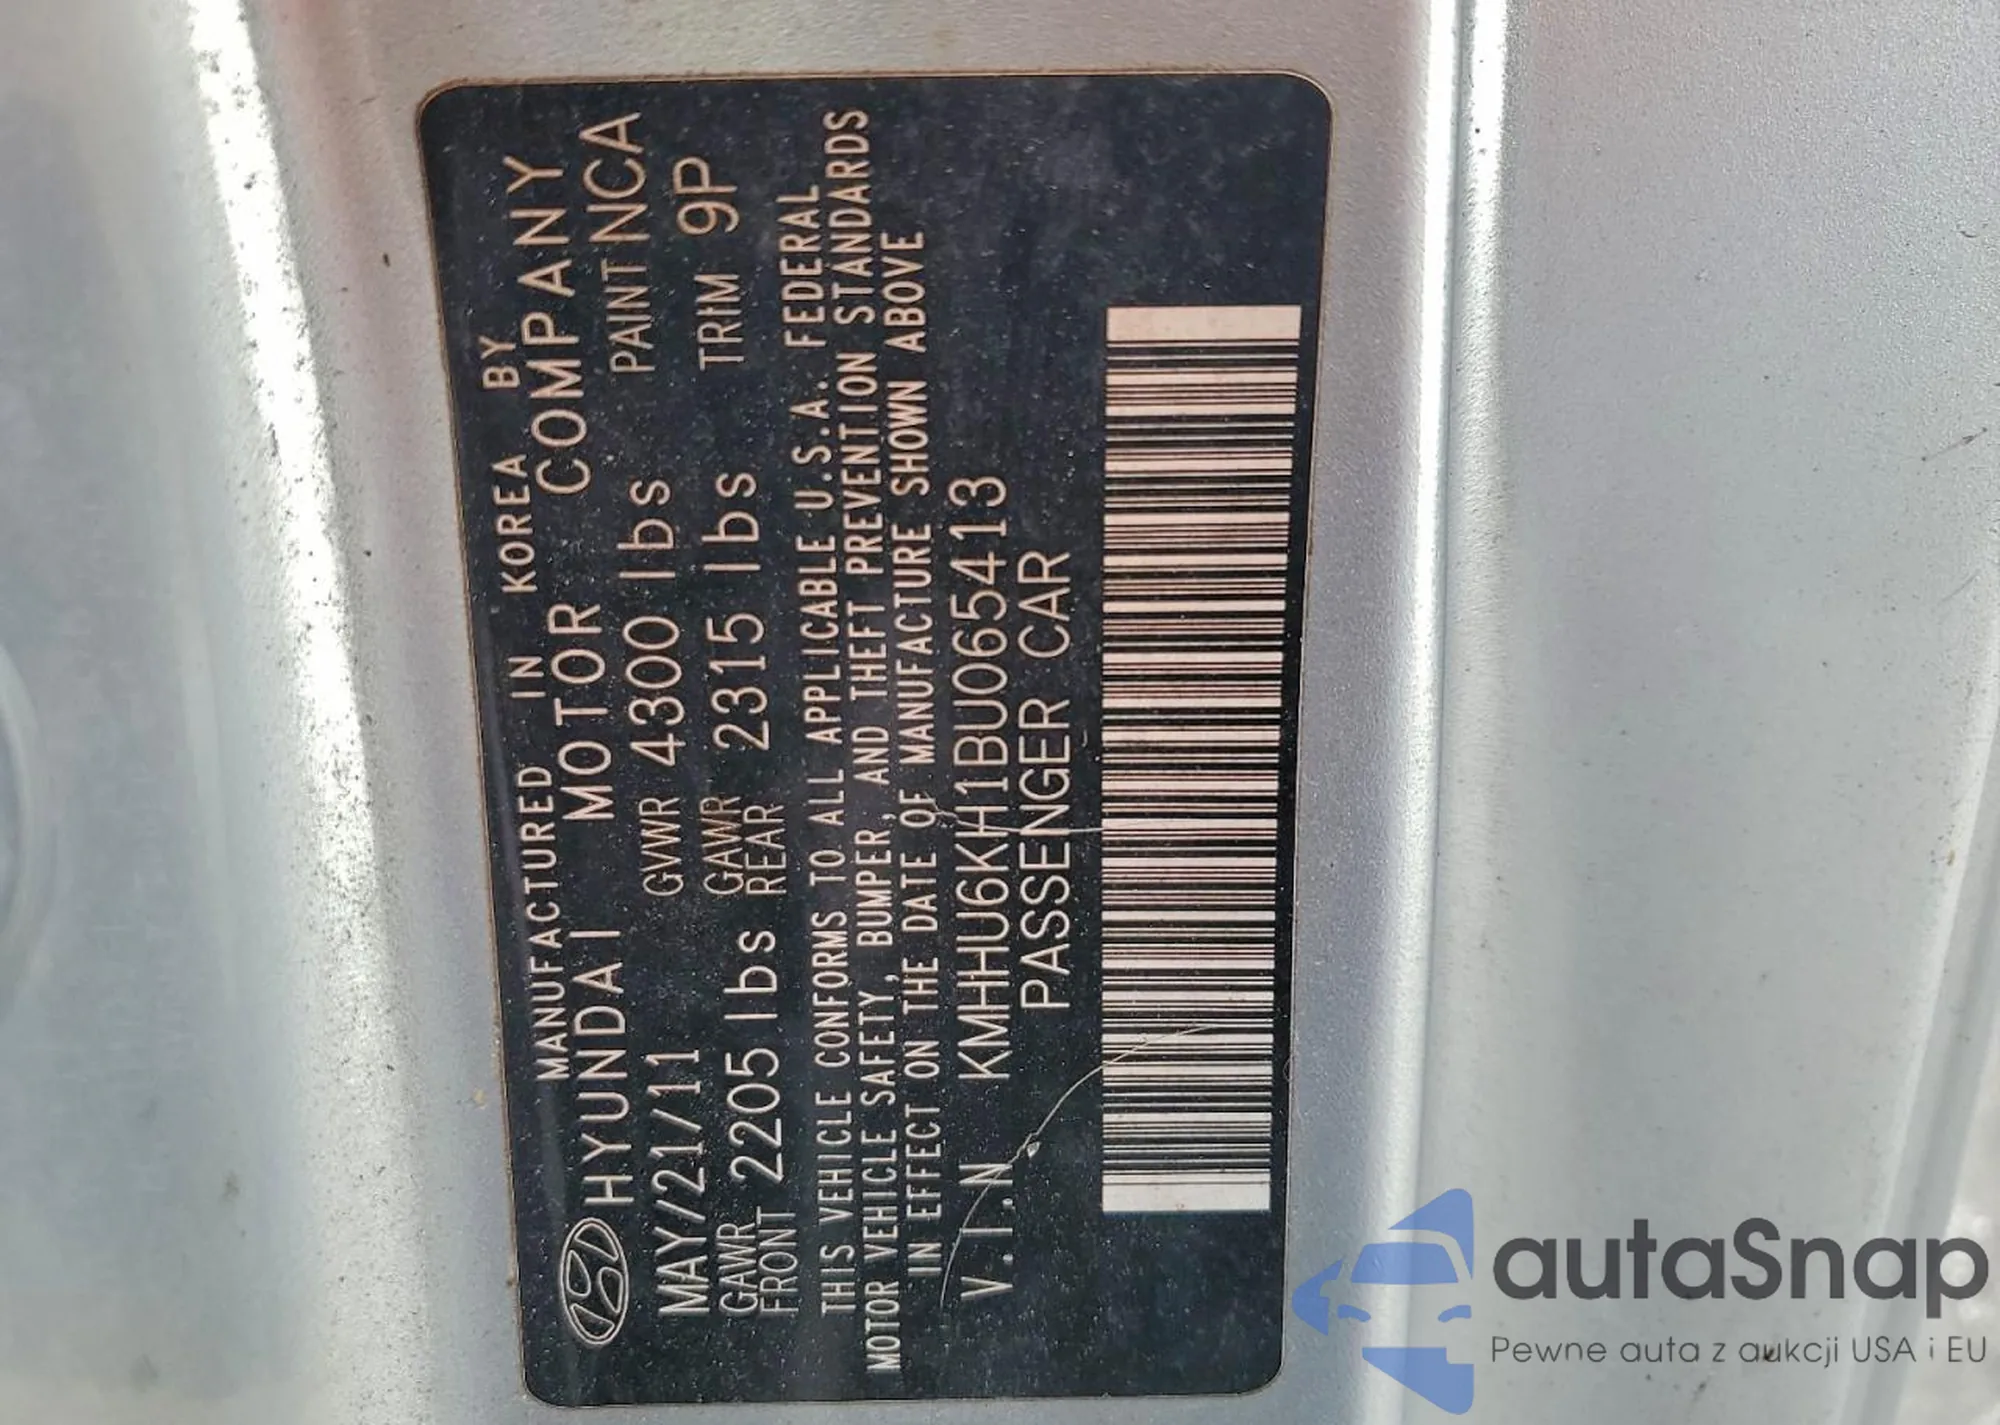 MANUFACTURED IN KOREA BY
HYUNDAI MOTOR COMPANY
MAY/21/11 GVWR 4300 lbs PAINT NCA
GAWR FRONT 2205 lbs GAWR REAR 2315 lbs TRIM 9P
THIS VEHICLE CONFORMS TO ALL APPLICABLE U.S.A. FEDERAL
MOTOR VEHICLE SAFETY, BUMPER, AND THEFT PREVENTION STANDARDS
IN EFFECT ON THE DATE OF MANUFACTURE SHOWN ABOVE
V.I.N KMHHU6KH1BU065413
PASSENGER CAR
autaSnap
Pewne auta z aukcji USA i EU